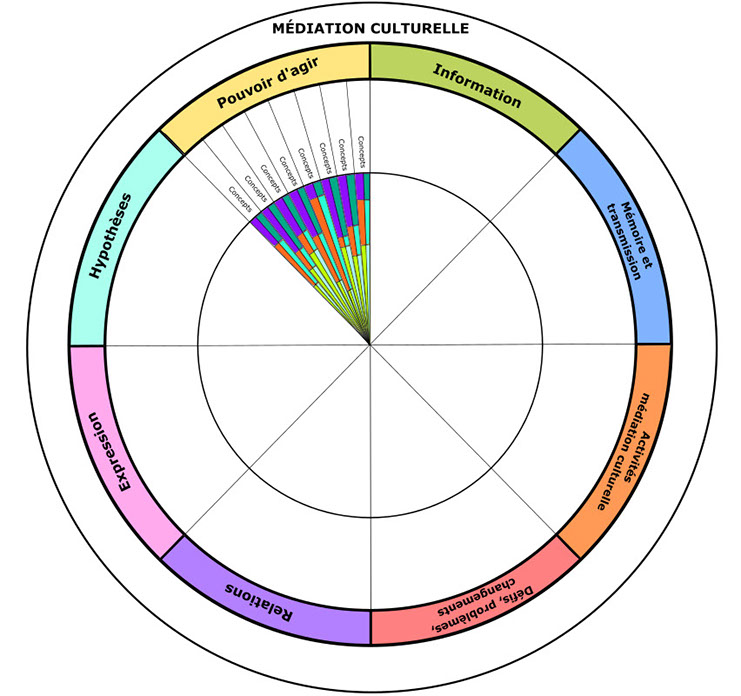 MÉDIATION CULTURELLE
Pouvoir d'agir
Information
Mémoire et
transmission
Activités
médiation culturelle
Défis, problèmes,
changements
Relations
Expression
Hypothèses
Concepts
Concepts
Concepts
Concepts
Concepts
Concepts
Concepts